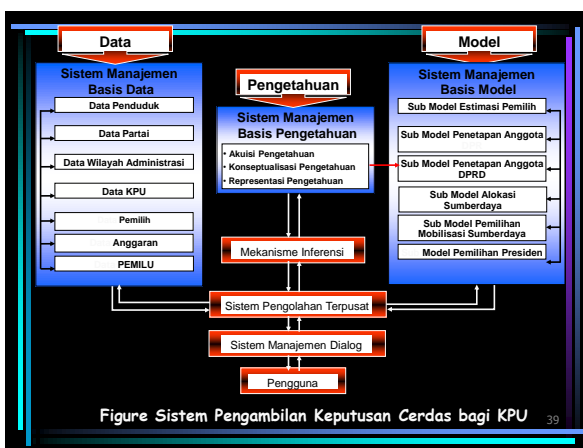 Data
Sistem Manajemen
Basis Data
Data Penduduk
Data Partai
Data Wilayah Administrasi
Data KPU
Pemilih
Anggaran
PEMILU
Pengetahuan
Sistem Manajemen
Basis Pengetahuan
• Akuisi Pengetahuan
• Konseptualisasi Pengetahuan
• Representasi Pengetahuan
Model
Sistem Manajemen
Basis Model
Sub Model Estimasi Pemilih
Sub Model Penetapan Anggota
Sub Model Penetapan Anggota
DPRD
Sub Model Alokasi
Sumberdaya
Sub Model Pemilihan
Mobilisasi Sumberdaya
Model Pemilihan Presiden
Mekanisme Inferensi
Sistem Pengolahan Terpusat
Sistem Manajemen Dialog
Pengguna
Figure Sistem Pengambilan Keputusan Cerdas bagi KPU
39